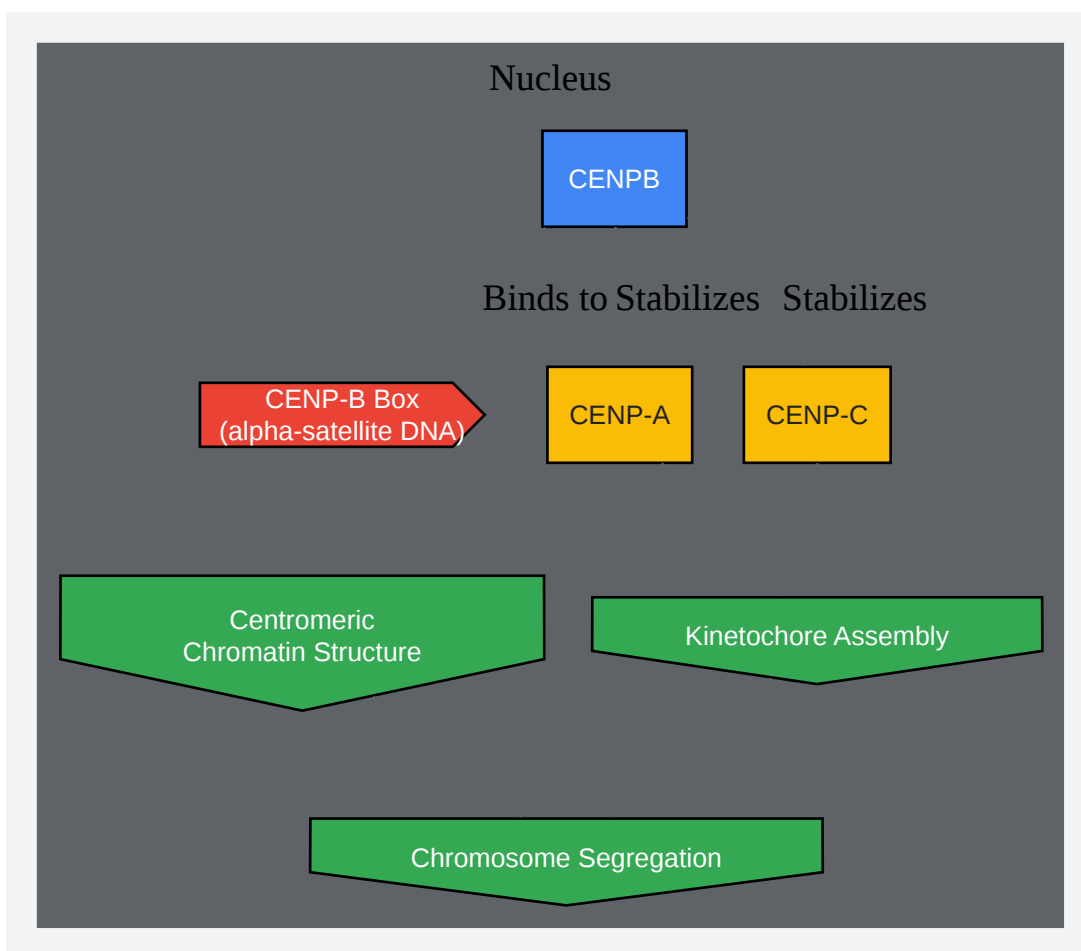 Nucleus
CENPB
Binds to Stabilizes Stabilizes
CENP-B Box
(alpha-satellite DNA)
CENP-A
CENP-C
Centromeric
Chromatin Structure
Kinetochore Assembly
Chromosome Segregation